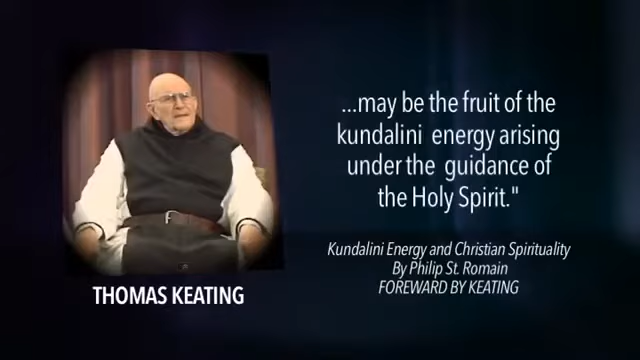 ...may be the fruit of the
kundalini energy arising
under the guidance of
the Holy Spirit."
Kundalini Energy and Christian Spirituality
By Philip St. Romain
FOREWARD BY KEATING
THOMAS KEATING